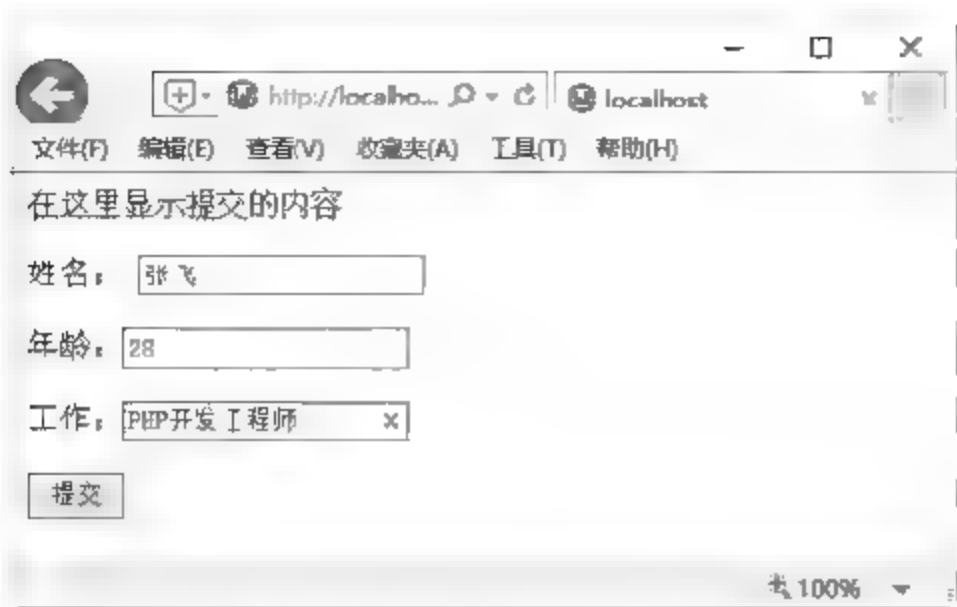 http://localho... localhost
文件(F) 编辑(E) 查看(V) 收藏夹(A) 工具(T) 帮助(H)
在这里显示提交的内容
姓名： 张飞
年龄：28
工作：PHP开发工程师
提交
100%